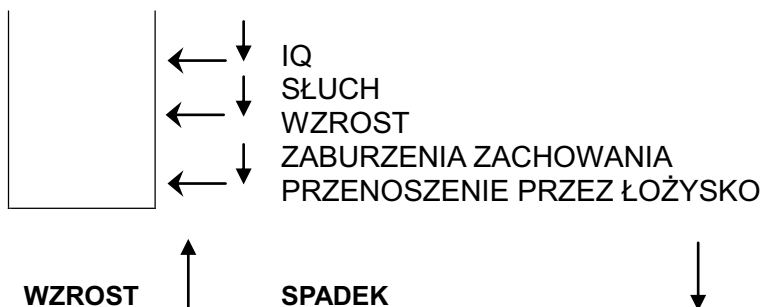 IQ
SŁUCH
WZROST
ZABURZENIA ZACHOWANIA
PRZENOSZENIE PRZEZ ŁOŻYSKO
WZROST SPADEK